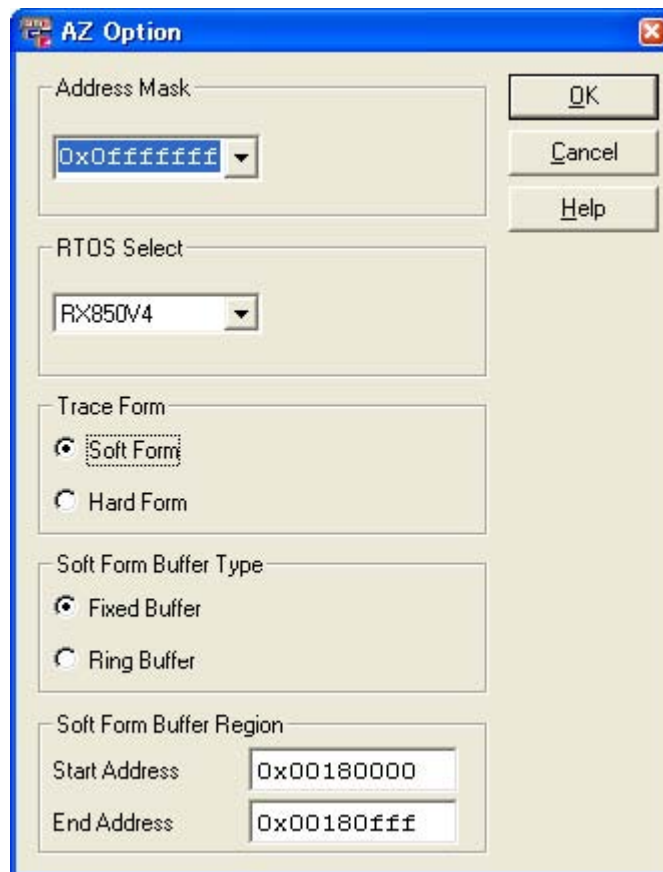 AZ Option
Address Mask
0x0fffffff
OK
Cancel
Help
RTOS Select
RX850V4
Trace Form
Soft Form
Hard Form
Soft Form Buffer Type
Fixed Buffer
Ring Buffer
Soft Form Buffer Region
Start Address 0x00180000
End Address 0x00180fff